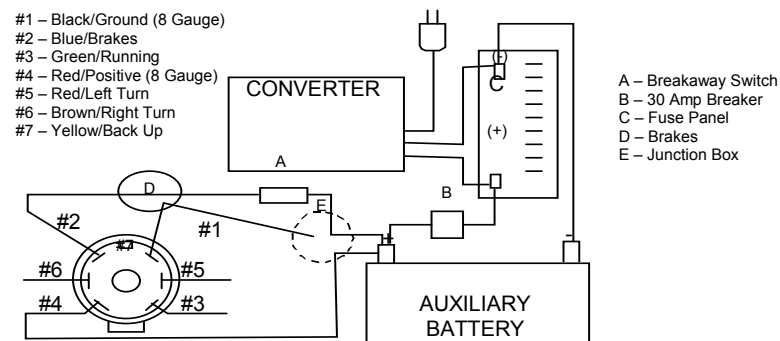 #1 – Black/Ground (8 Gauge)
#2 – Blue/Brakes
#3 – Green/Running
#4 – Red/Positive (8 Gauge)
#5 – Red/Left Turn
#6 – Brown/Right Turn
#7 – Yellow/Back Up
CONVERTER
A
(-)
C
(+)
A – Breakaway Switch
B – 30 Amp Breaker
C – Fuse Panel
D – Brakes
E – Junction Box
D
B
E
#2
#1
#7
#6
#5
#4
#3
+
-
AUXILIARY
BATTERY